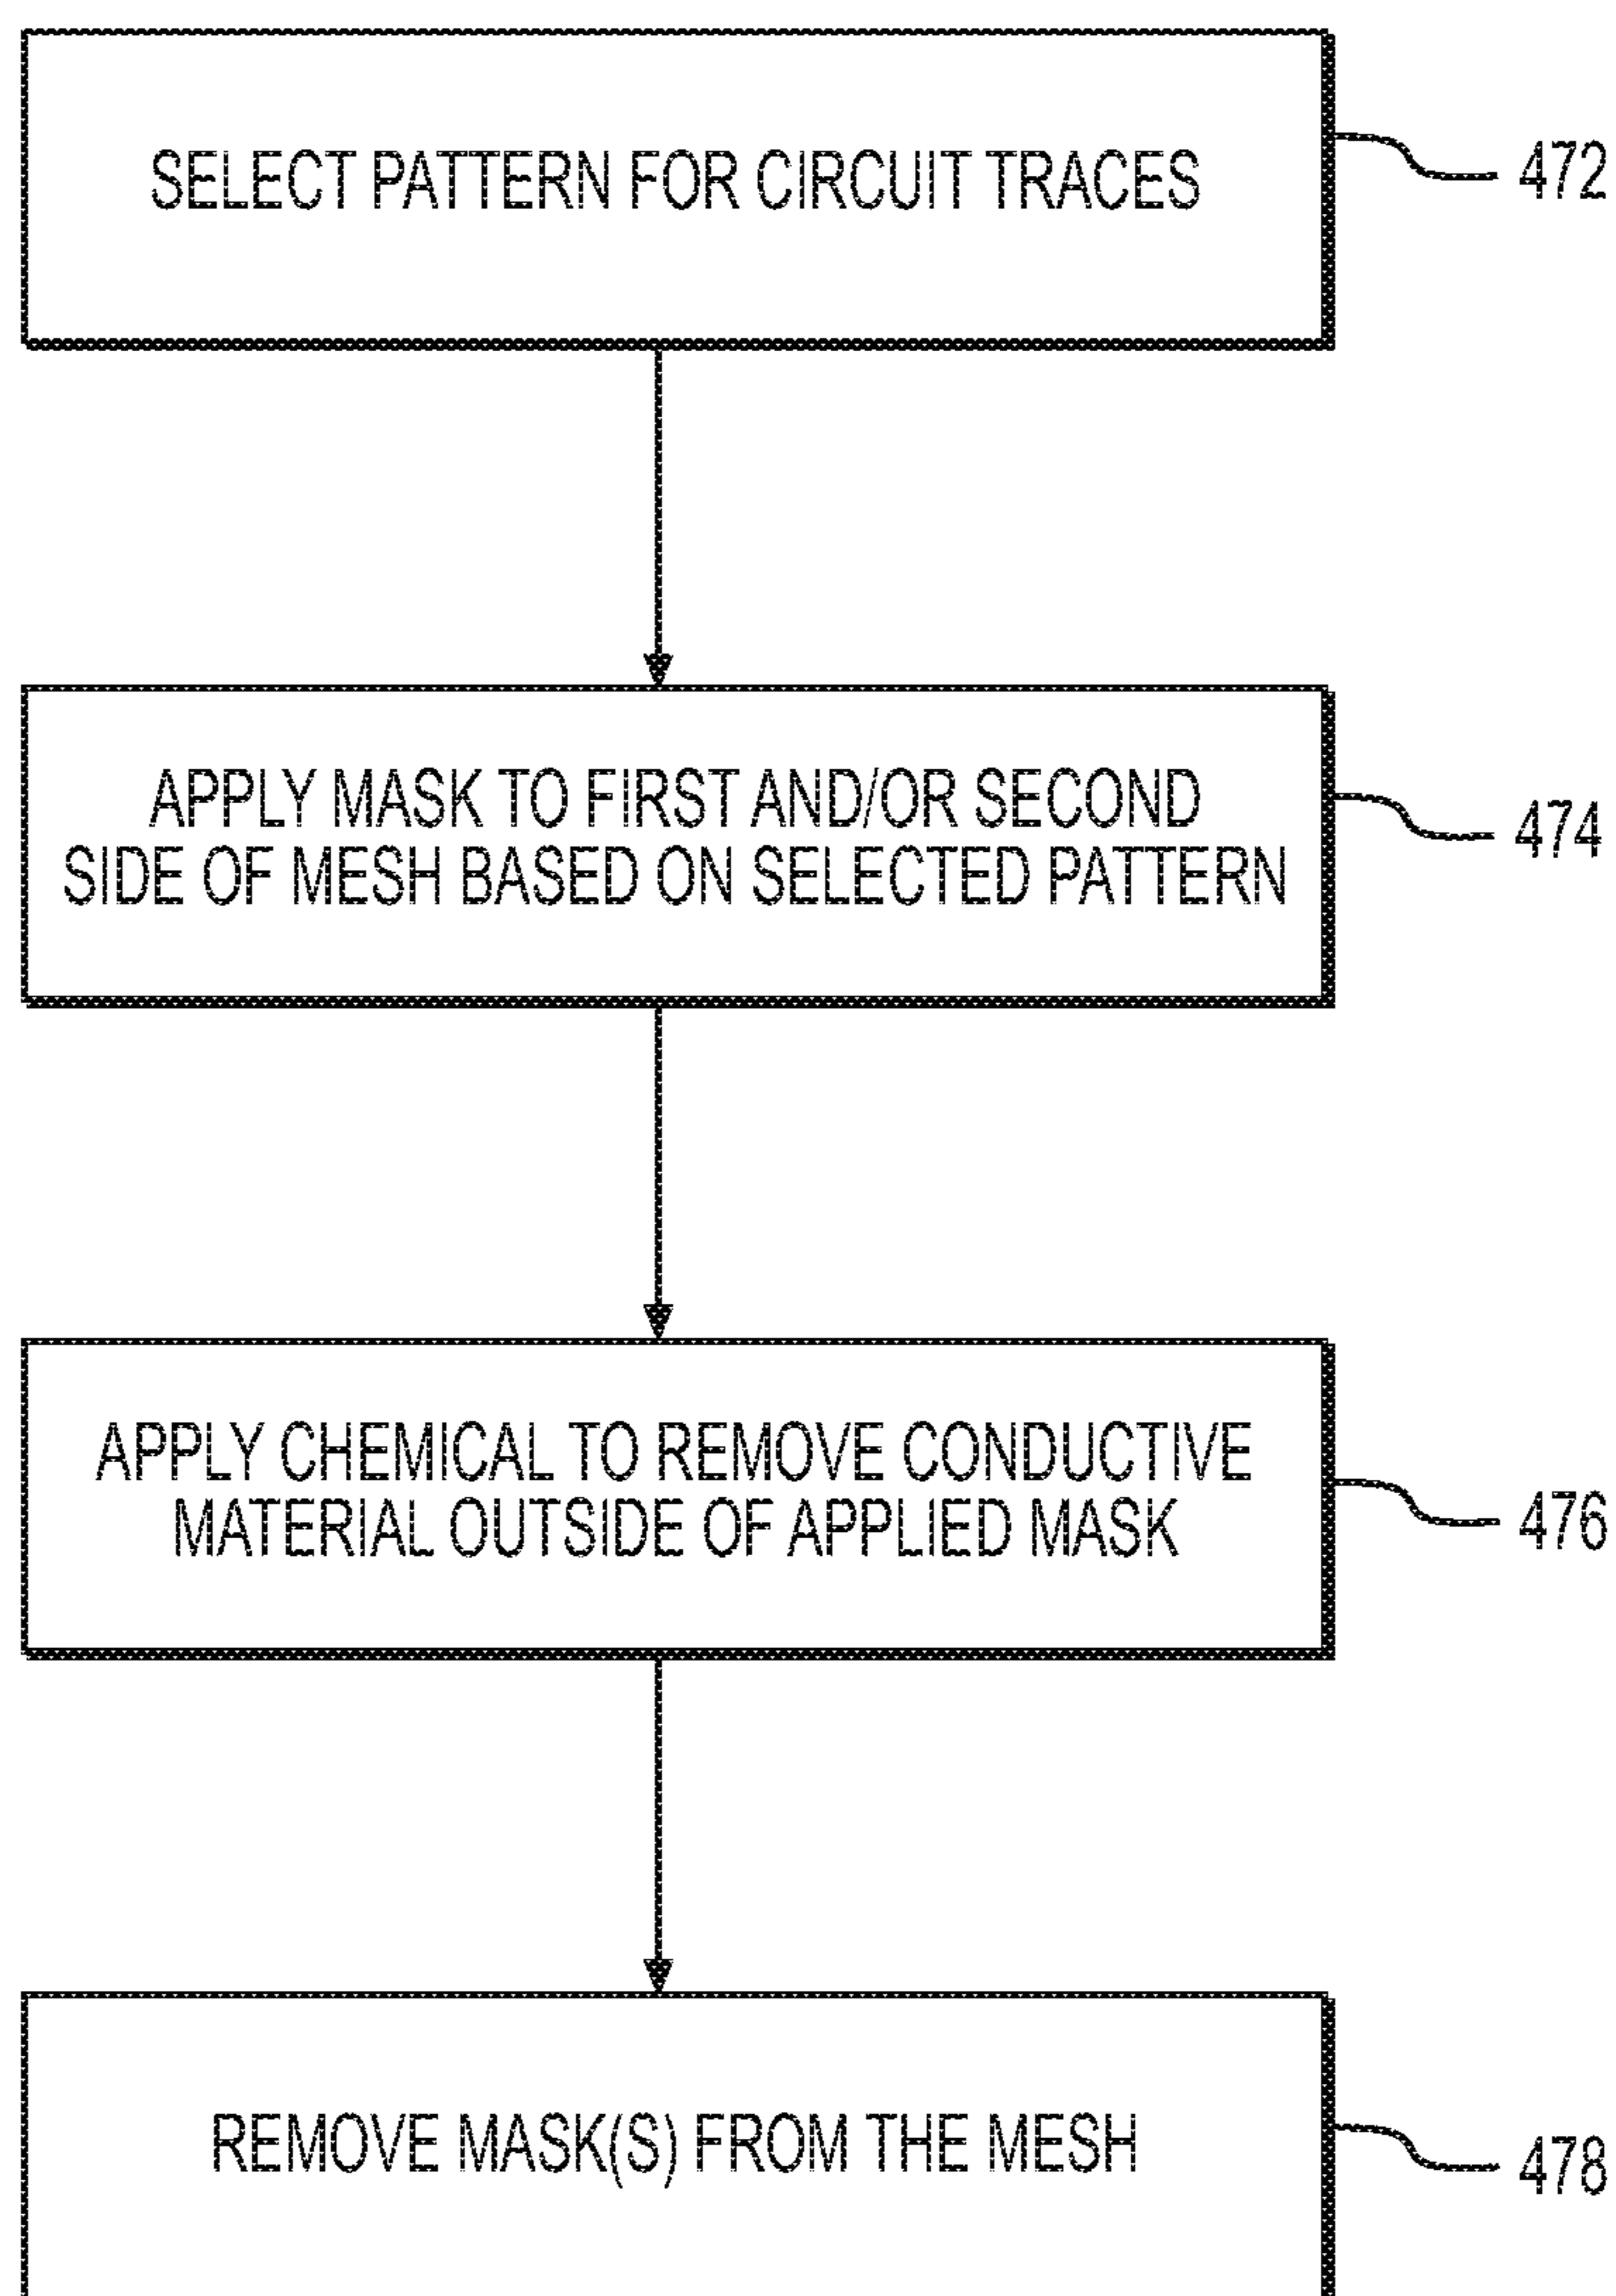 SELECT PATTERN FOR CIRCUIT TRACES
472
APPLY MASK TO FIRST AND/OR SECOND
SIDE OF MESH BASED ON SELECTED PATTERN
474
APPLY CHEMICAL TO REMOVE CONDUCTIVE
MATERIAL OUTSIDE OF APPLIED MASK
476
REMOVE MASK(S) FROM THE MESH
478